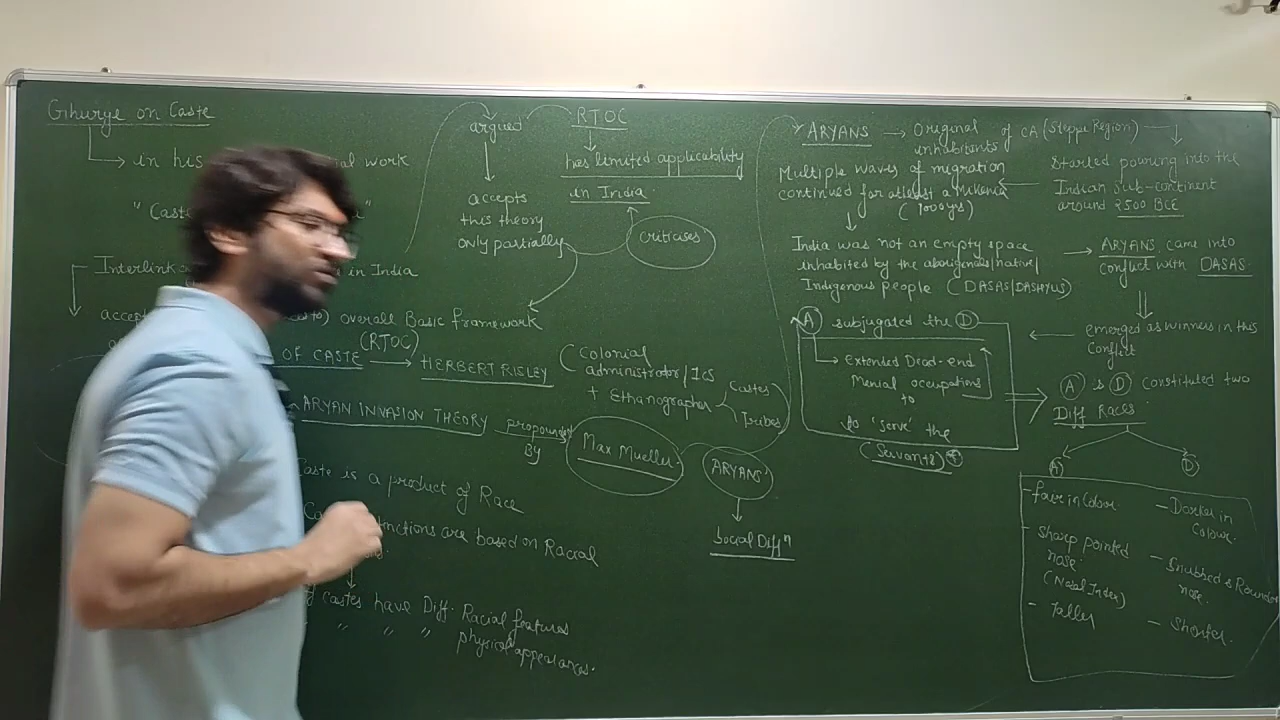 Ghurye on Caste
in his
ial work
"Caste
Interlink
in India
accep
overall Basic framework
(RTOC)
OF CASTE → HERBERT RISLEY
(Colonial
administrator/ICS
+ Ethanographer
Castes
Tribes
ARYAN INVASION THEORY propounded
By
Max Mueller
ARYANS
Social Diffn
Caste is a product of Race
tinctions are based on Racial
castes have Diff. Racial features
" " " physical appearances.
argued
accepts
this theory
only partially
RTOC
has limited applicability
in India.
criticises
ARYANS → Original
inhabitants
of CA (Steppe Region)
Started pouring into the
Indian sub-continent
around 2500 BCE
Multiple waves of migration
continued for atleast a
(1000yrs)
India was not an empty space
inhabited by the aborigenes/native/
Indigenous people (DASAS/DASHYUS)
→ ARYANS came into
conflict with DASAS
emerged as winners in this
Conflict
(A) subjugated the (D)
Extended Dead-end
Menial occupations
to
to 'serve' the
(Servants)
(A) & (D) constituted two
Diff Races
(A)
(D)
- fairer in Colour.
- Sharp pointed
nose.
(Nasal Index)
- Taller
- Darker in
Colour.
- Snubbed & Rounder
nose.
- Shorter.